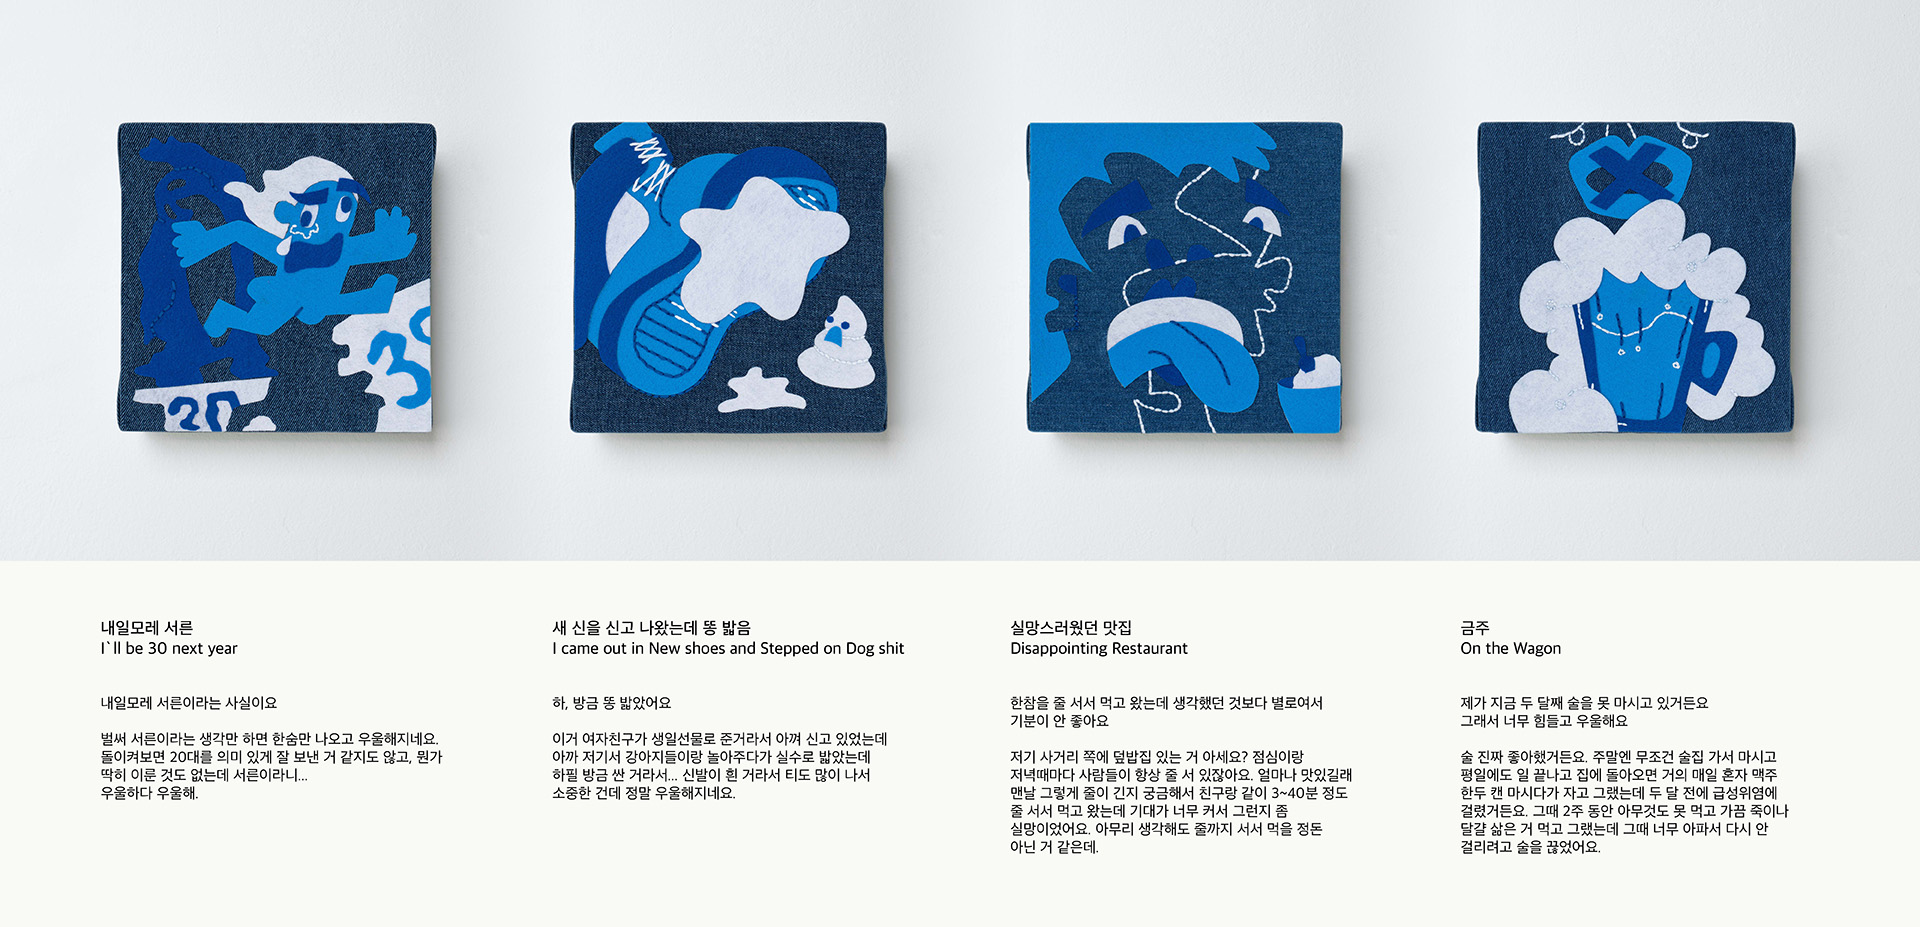 30
30
내일모레 서른
I`ll be 30 next year
내일모레 서른이라는 사실이요
벌써 서른이라는 생각만 하면 한숨만 나오고 우울해지네요.
돌이켜보면 20대를 의미 있게 잘 보낸 거 같지도 않고, 뭔가
딱히 이룬 것도 없는데 서른이라니...
우울하다 우울해.
새 신을 신고 나왔는데 똥 밟음
I came out in New shoes and Stepped on Dog shit
하, 방금 똥 밟았어요
이거 여자친구가 생일선물로 준거라서 아껴 신고 있었는데
아까 저기서 강아지들이랑 놀아주다가 실수로 밟았는데
하필 방금 싼 거라서... 신발이 흰 거라서 티도 많이 나서
소중한 건데 정말 우울해지네요.
실망스러웠던 맛집
Disappointing Restaurant
한참을 줄 서서 먹고 왔는데 생각했던 것보다 별로여서
기분이 안 좋아요
저기 사거리 쪽에 덮밥집 있는 거 아세요? 점심이랑
저녁때마다 사람들이 항상 줄 서 있잖아요. 얼마나 맛있길래
맨날 그렇게 줄이 긴지 궁금해서 친구랑 같이 3~40분 정도
줄 서서 먹고 왔는데 기대가 너무 커서 그런지 좀
실망이었어요. 아무리 생각해도 줄까지 서서 먹을 정돈
아닌 거 같은데.
금주
On the Wagon
제가 지금 두 달째 술을 못 마시고 있거든요
그래서 너무 힘들고 우울해요
술 진짜 좋아했거든요. 주말엔 무조건 술집 가서 마시고
평일에도 일 끝나고 집에 돌아오면 거의 매일 혼자 맥주
한두 캔 마시다가 자고 그랬는데 두 달 전에 급성위염에
걸렸거든요. 그때 2주 동안 아무것도 못 먹고 가끔 죽이나
달걀 삶은 거 먹고 그랬는데 그때 너무 아파서 다시 안
걸리려고 술을 끊었어요.